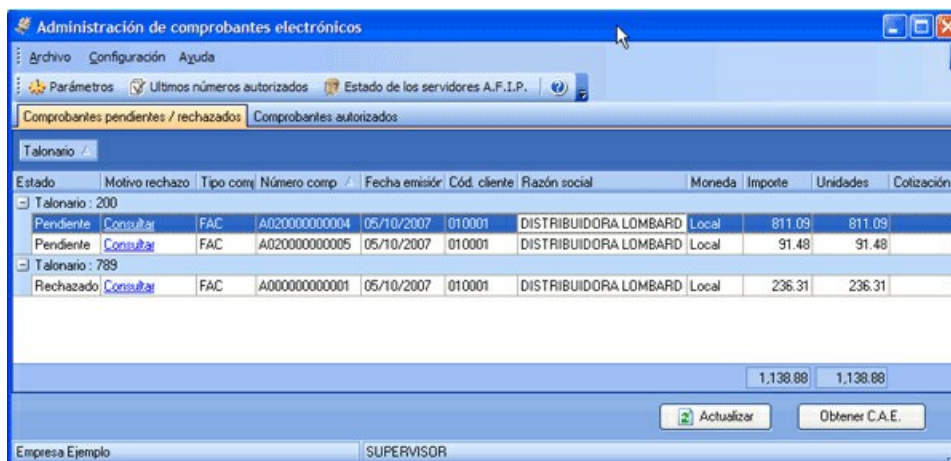 Administración de comprobantes electrónicos
Archivo Configuración Ayuda
Parámetros Ultimos números autorizados Estado de los servidores A.F.I.P.
Comprobantes pendientes / rechazados Comprobantes autorizados
Talonario
Estado Motivo rechazo Tipo com Número comp Fecha emisiór Cód. cliente Razón social Moneda Importe Unidades Cotización
Talonario : 200
Pendiente Consultar FAC A020000000004 05/10/2007 010001 DISTRIBUIDORA LOMBARD Local 811.09 811.09
Pendiente Consultar FAC A020000000005 05/10/2007 010001 DISTRIBUIDORA LOMBARD Local 91.48 91.48
Talonario : 789
Rechazado Consultar FAC A000000000001 05/10/2007 010001 DISTRIBUIDORA LOMBARD Local 236.31 236.31
1,138.88 1,138.88
Actualizar Obtener C.A.E.
Empresa Ejemplo SUPERVISOR